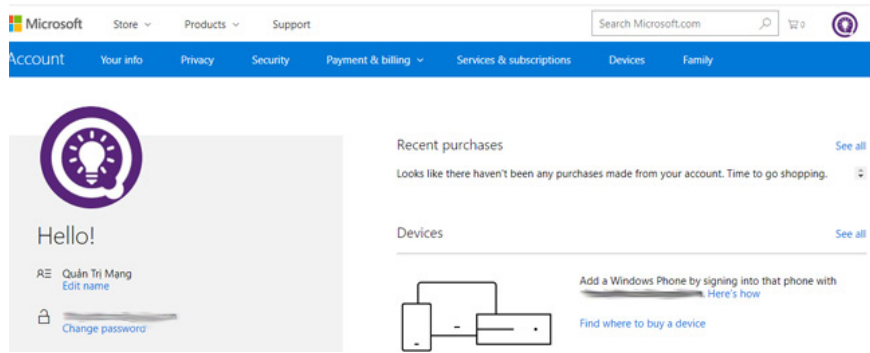 Microsoft Store Products Support Search Microsoft.com 0
Account Your info Privacy Security Payment & billing Services & subscriptions Devices Family
Recent purchases See all
Looks like there haven't been any purchases made from your account. Time to go shopping.
Hello!
Quản Trị Mạng
Edit name
Change password
Devices See all
Add a Windows Phone by signing into that phone with
Here's how
Find where to buy a device